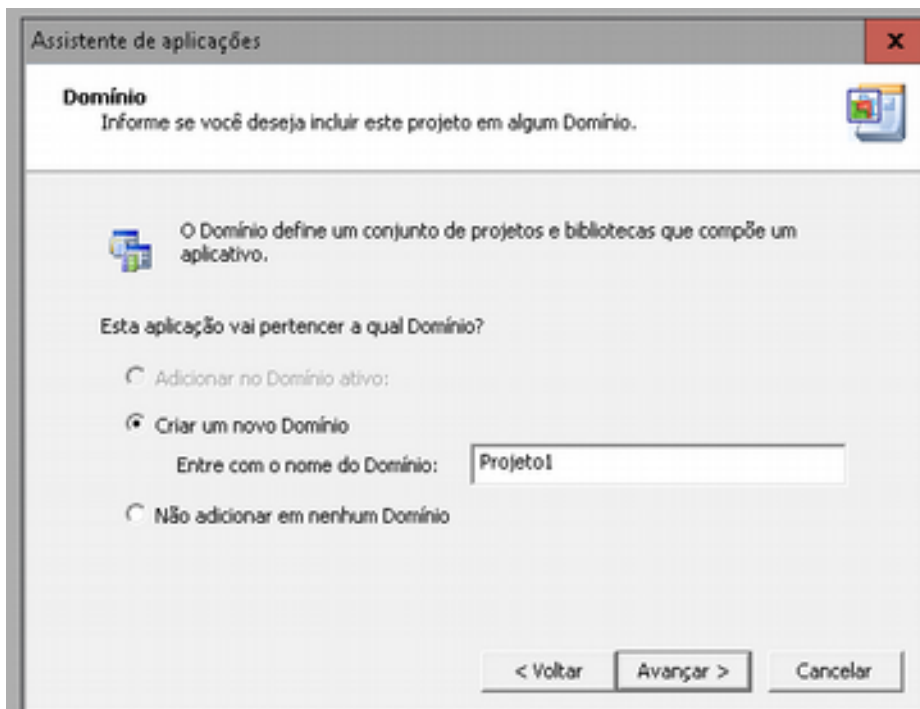 Assistente de aplicações
Domínio
Informe se você deseja incluir este projeto em algum Domínio.
O Domínio define um conjunto de projetos e bibliotecas que compõe um
aplicativo.
Esta aplicação vai pertencer a qual Domínio?
Adicionar no Domínio ativo:
Criar um novo Domínio
Entre com o nome do Domínio: Projeto1
Não adicionar em nenhum Domínio
< Voltar Avançar > Cancelar